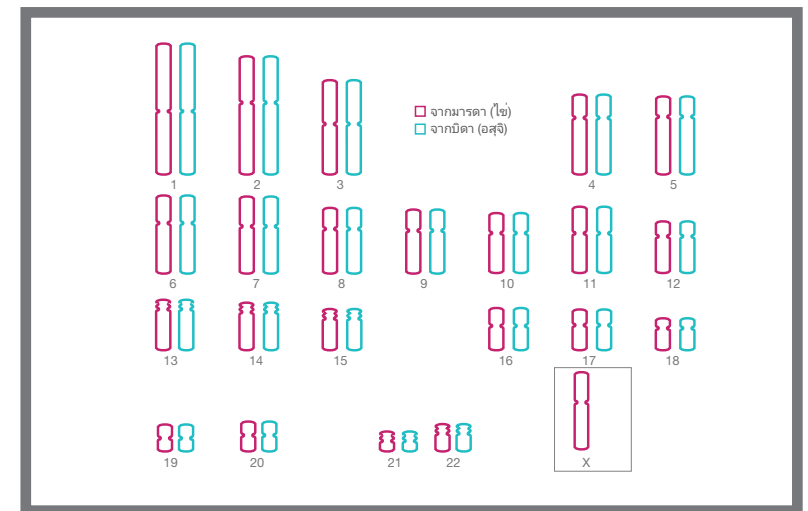 จากมารดา (ไข่)
จากบิดา (อสุจิ)
1 2 3 4 5
6 7 8 9 10 11 12
13 14 15 16 17 18
19 20 21 22 X